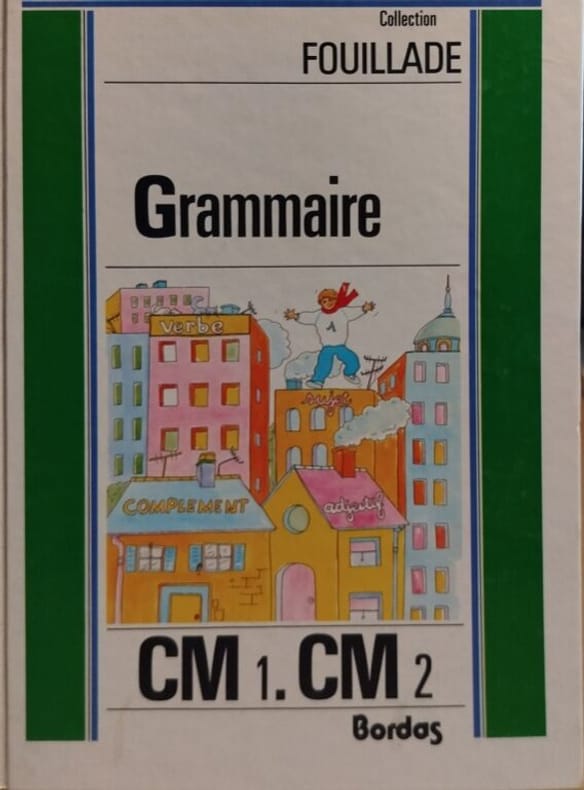 Collection
FOUILLADE
Grammaire
verbe
A
sujet
COMPLEMENT
adjectif
CM 1. CM 2
Bordas